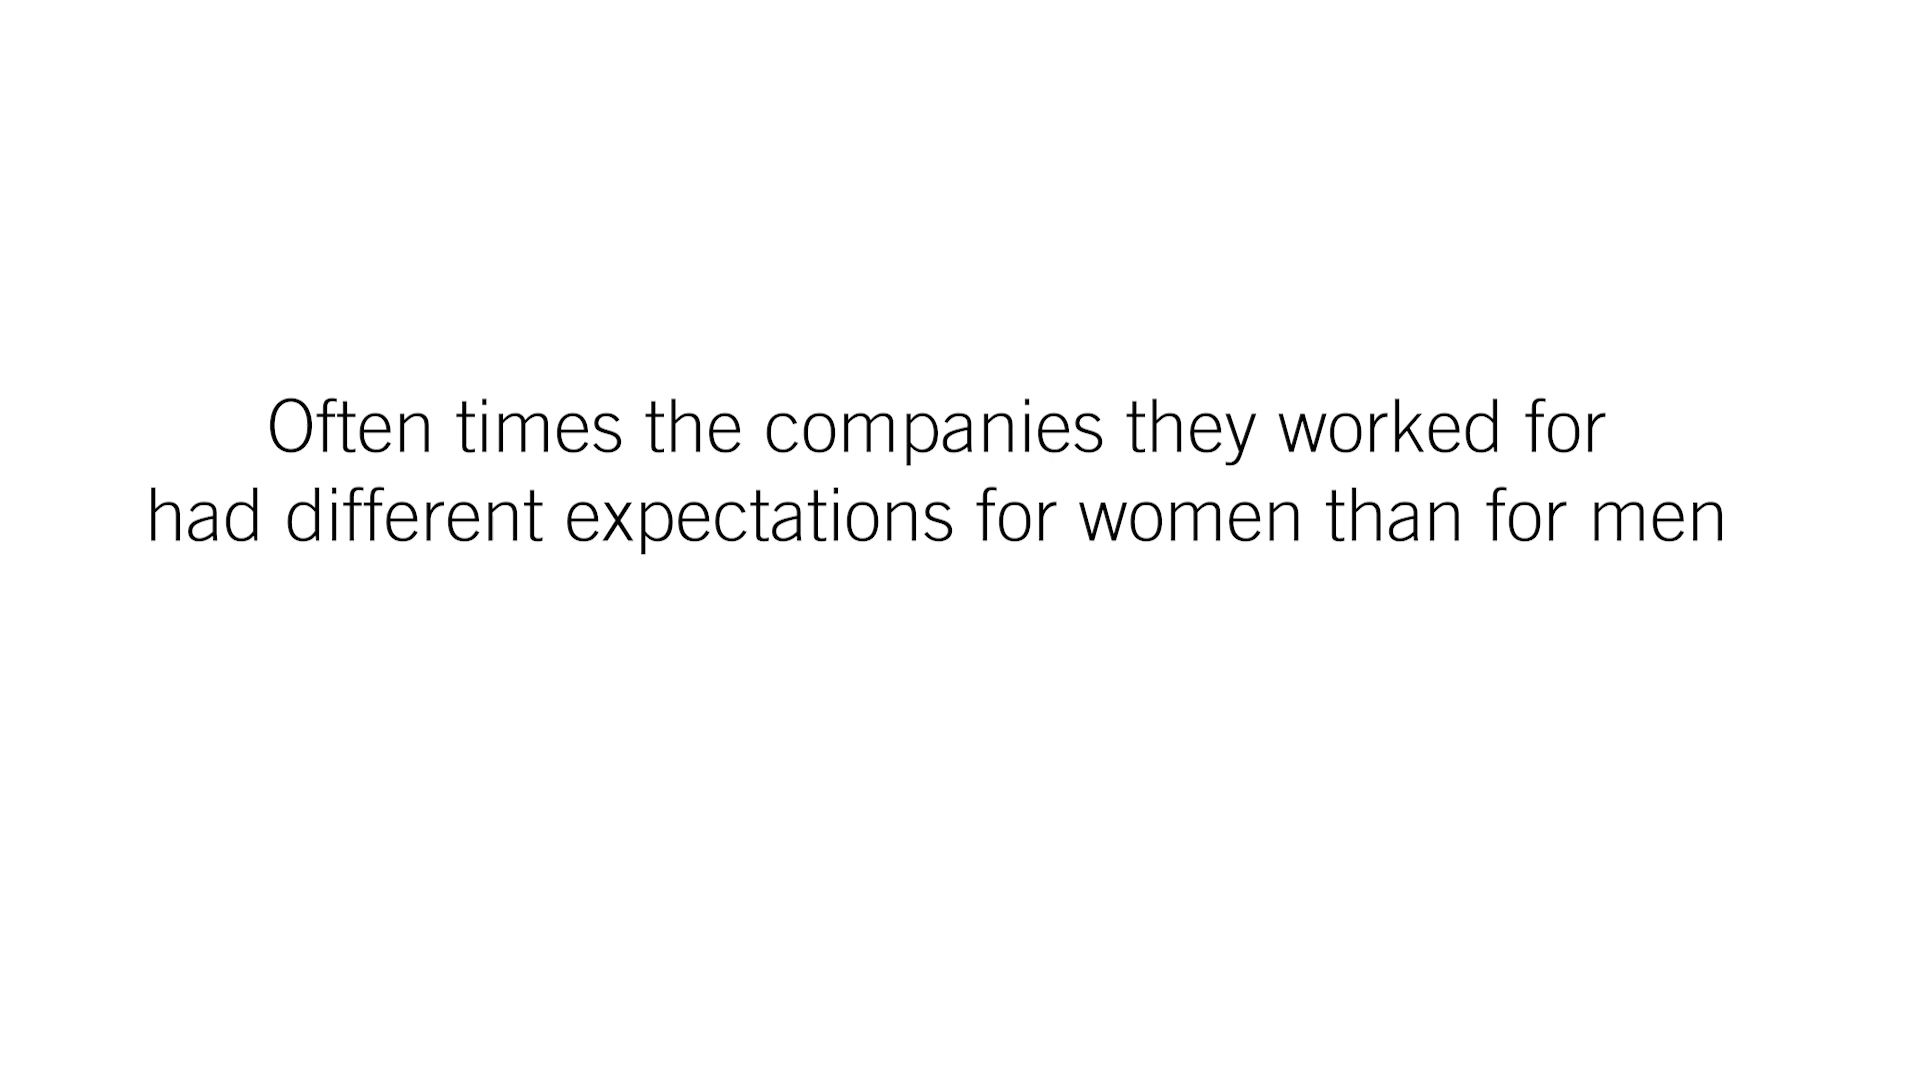 Often times the companies they worked for
had different expectations for women than for men